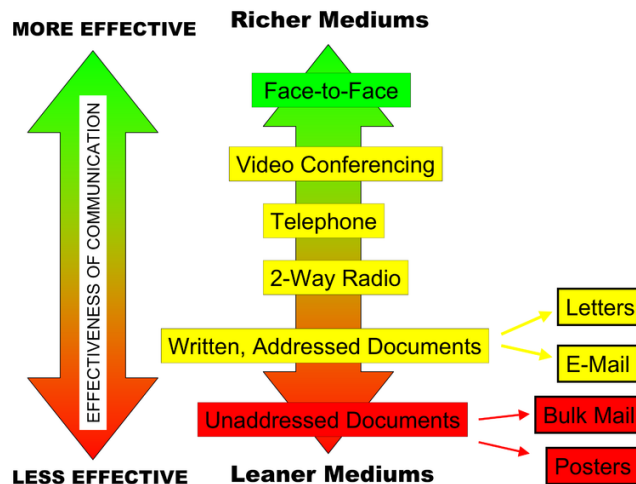 MORE EFFECTIVE
Richer Mediums
EFFECTIVENESS OF COMMUNICATION
Face-to-Face
Video Conferencing
Telephone
2-Way Radio
Written, Addressed Documents
Letters
E-Mail
Unaddressed Documents
Bulk Mail
Posters
LESS EFFECTIVE
Leaner Mediums